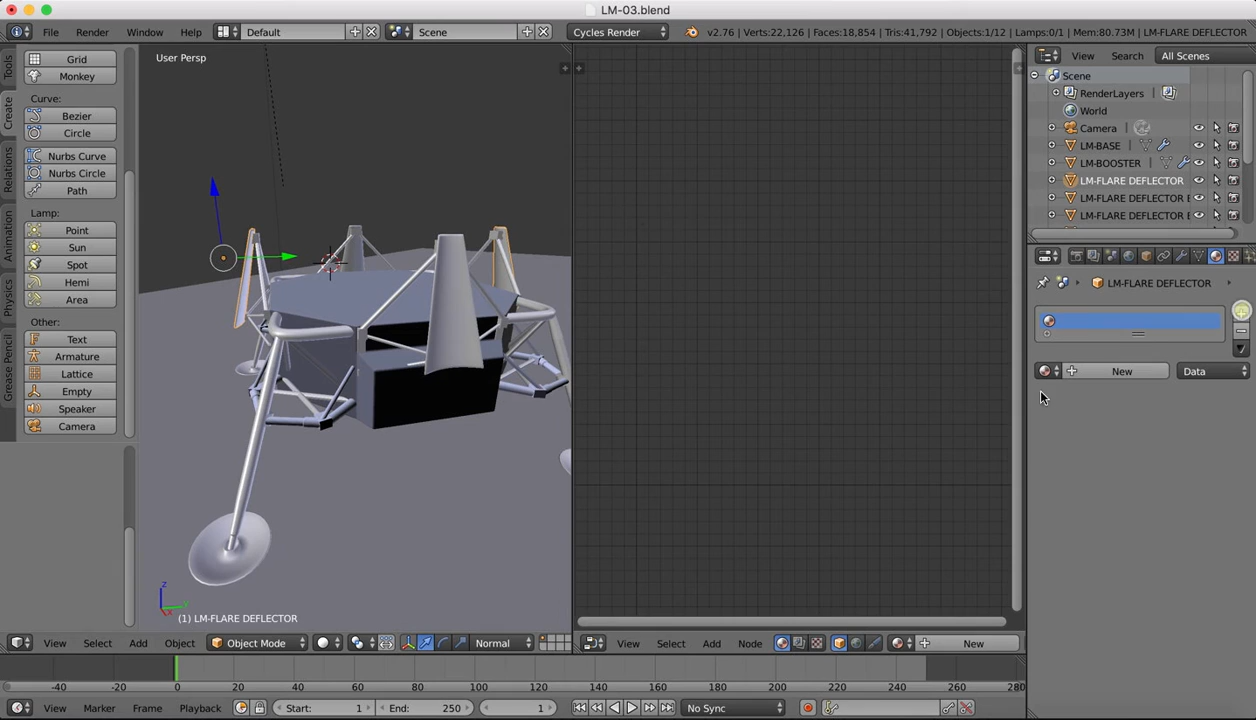 LM-03.blend
File Render Window Help Default Scene Cycles Render v2.76 | Verts:22,126 | Faces:18,854 | Tris:41,792 | Objects:1/12 | Lamps:0/1 | Mem:80.73M | LM-FLARE DEFLECTOR
Tools
Create
Relations
Animation
Physics
Grease Pencil
Grid
Monkey
Curve:
Bezier
Circle
Nurbs Curve
Nurbs Circle
Path
Lamp:
Point
Sun
Spot
Hemi
Area
Other:
Text
Armature
Lattice
Empty
Speaker
Camera
User Persp
(1) LM-FLARE DEFLECTOR
View Select Add Object Object Mode Normal
View Select Add Node New
View Search All Scenes
Scene
RenderLayers |
World
Camera |
LM-BASE |
LM-BOOSTER |
LM-FLARE DEFLECTOR
LM-FLARE DEFLECTOR
LM-FLARE DEFLECTOR
LM-FLARE DEFLECTOR
New Data
-40 -20 0 20 40 60 80 100 120 140 160 180 200 220 240 260 280
View Marker Frame Playback Start: 1 End: 250 1 No Sync